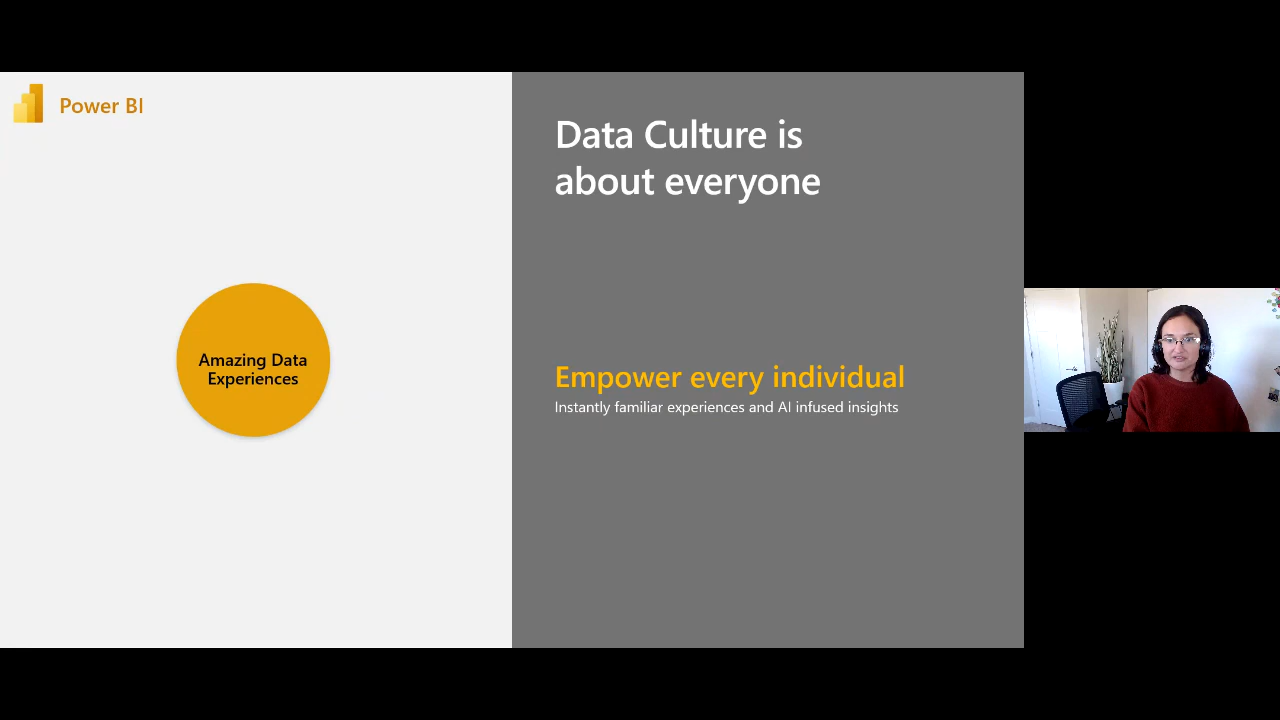 Power BI
Amazing Data
Experiences
Data Culture is
about everyone
Empower every individual
Instantly familiar experiences and AI infused insights